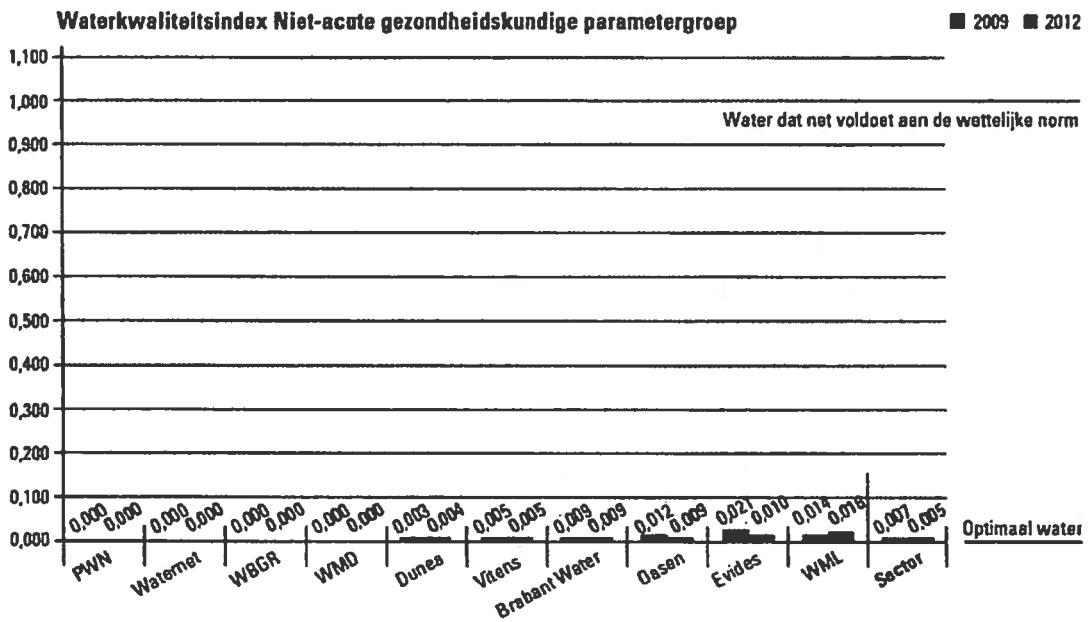 Waterkwaliteitsindex Niet-acute gezondheidskundige parametergroep
2009 2012
1,100
1,000
Water dat net voldoet aan de wettelijke norm
0,900
0,800
0,700
0,600
0,500
0,400
0,300
0,200
0,100
0,000 0,000 0,000 0,000 0,000 0,000 0,000 0,000 0,003 0,004 0,005 0,005 0,009 0,009 0,012 0,009 0,021 0,010 0,014 0,018 0,007 0,005
0,000
Optimaal water
PWN Waternet WBGR WMD Dunea Vitens Brabant Water Oasen Evides WML Sector